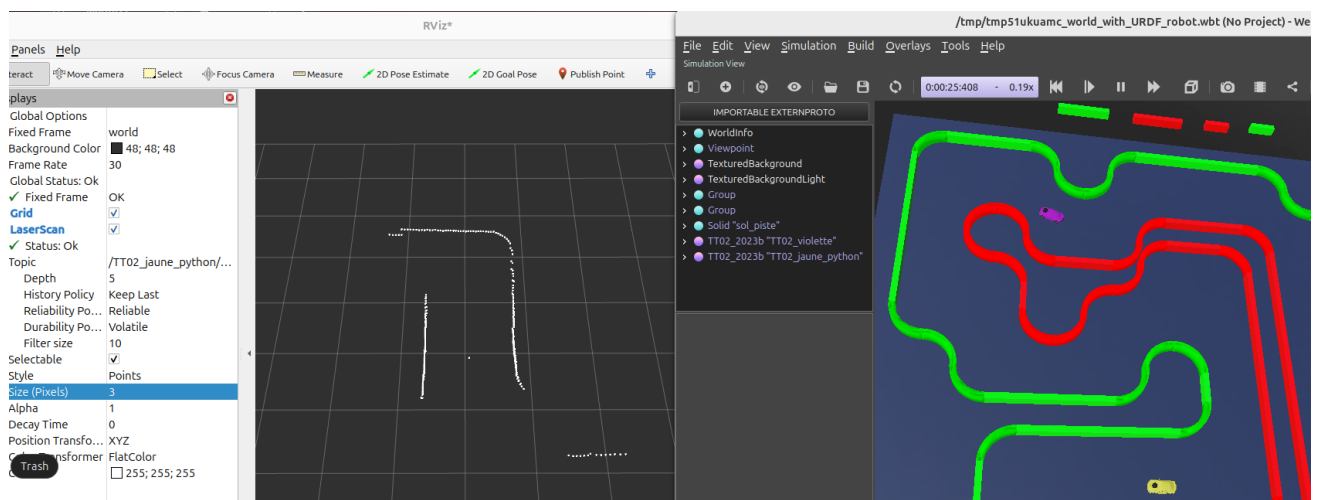 RViz*
Panels Help
teract Move Camera Select Focus Camera Measure 2D Pose Estimate 2D Goal Pose Publish Point
splays
Global Options
Fixed Frame world
Background Color 48; 48; 48
Frame Rate 30
Global Status: Ok
Fixed Frame OK
Grid
LaserScan
Status: Ok
Topic /TT02_jaune_python/...
Depth 5
History Policy Keep Last
Reliability Po... Reliable
Durability Po... Volatile
Filter size 10
Selectable
Style Points
Size (Pixels) 3
Alpha 1
Decay Time 0
Position Transfo... XYZ
Transformer FlatColor
255; 255; 255
Trash
/tmp/tmp51ukuamc_world_with_URDF_robot.wbt (No Project) - We
File Edit View Simulation Build Overlays Tools Help
Simulation View
0:00:25:408 - 0.19x
IMPORTABLE EXTERNPROTO
WorldInfo
Viewpoint
TexturedBackground
TexturedBackgroundLight
Group
Group
Solid "sol_piste"
TT02_2023b "TT02_violette"
TT02_2023b "TT02_jaune_python"